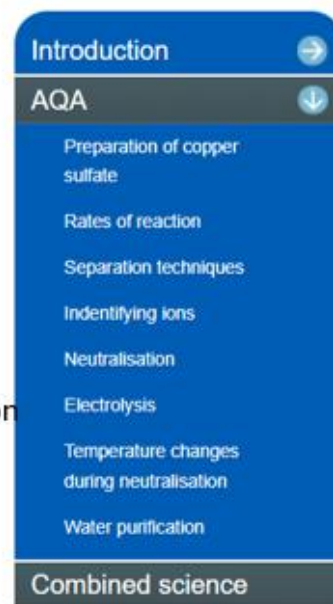 Introduction
AQA
Preparation of copper
sulfate
Rates of reaction
Separation techniques
Indentifying ions
Neutralisation
on
Electrolysis
Temperature changes
during neutralisation
Water purification
Combined science